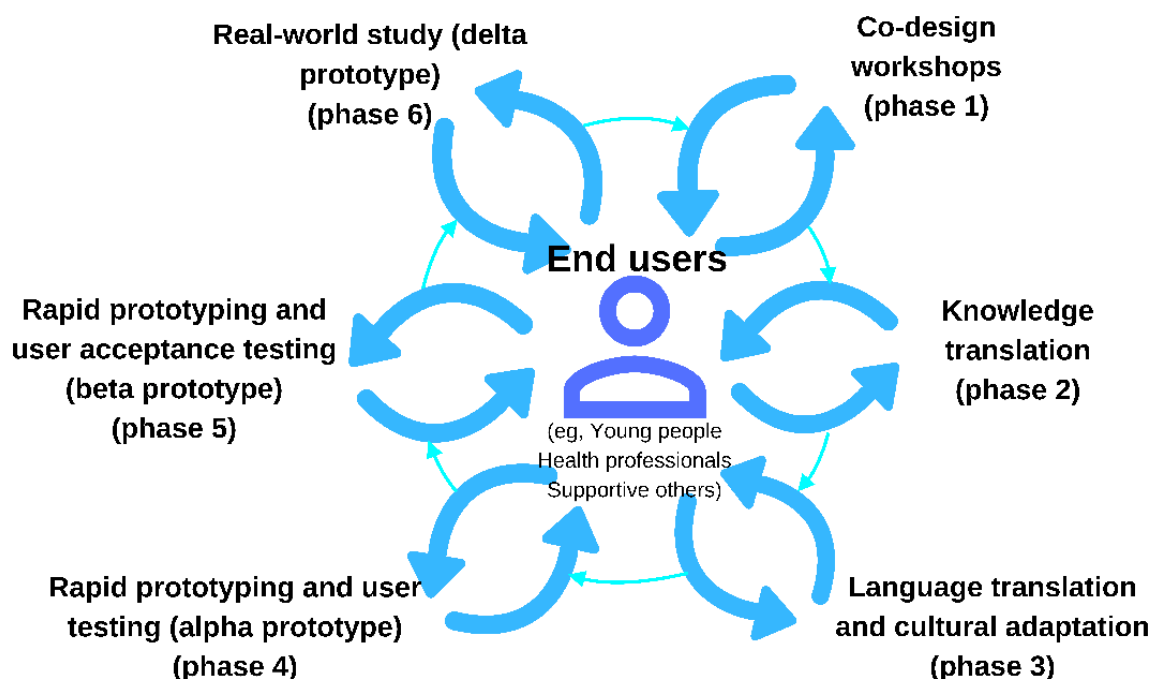 Real-world study (delta
prototype)
(phase 6)
Co-design
workshops
(phase 1)
End users
(eg, Young people
Health professionals
Supportive others)
Knowledge
translation
(phase 2)
Language translation
and cultural adaptation
(phase 3)
Rapid prototyping and user
testing (alpha prototype)
(phase 4)
Rapid prototyping and
user acceptance testing
(beta prototype)
(phase 5)